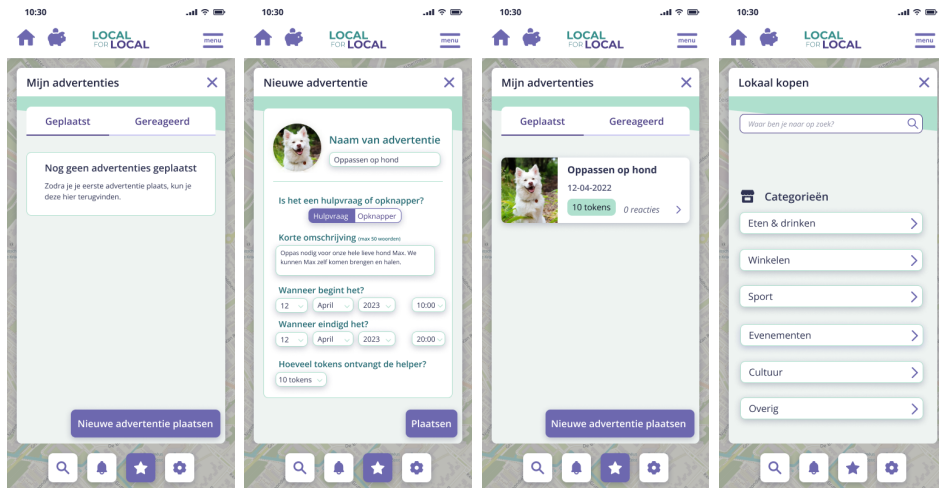 10:30
LOCAL
FOR LOCAL
menu
Mijn advertenties
Geplaatst
Gereageerd
Nog geen advertenties geplaatst
Zodra je je eerste advertentie plaats, kun je
deze hier terugvinden.
Nieuwe advertentie plaatsen
10:30
LOCAL
FOR LOCAL
menu
Nieuwe advertentie
Naam van advertentie
Oppassen op hond
Is het een hulpvraag of opknapper?
Hulpvraag
Opknapper
Korte omschrijving (max 50 woorden)
Oppas nodig voor onze hele lieve hond Max. We
kunnen Max zelf komen brengen en halen.
Wanneer begint het?
12 April 2023 10:00
Wanneer eindigd het?
12 April 2023 20:00
Hoeveel tokens ontvangt de helper?
10 tokens
Plaatsen
10:30
LOCAL
FOR LOCAL
menu
Mijn advertenties
Geplaatst
Gereageerd
Oppassen op hond
12-04-2022
10 tokens
0 reacties
Nieuwe advertentie plaatsen
10:30
LOCAL
FOR LOCAL
menu
Lokaal kopen
Waar ben je naar op zoek?
Categorieën
Eten & drinken
Winkelen
Sport
Evenementen
Cultuur
Overig